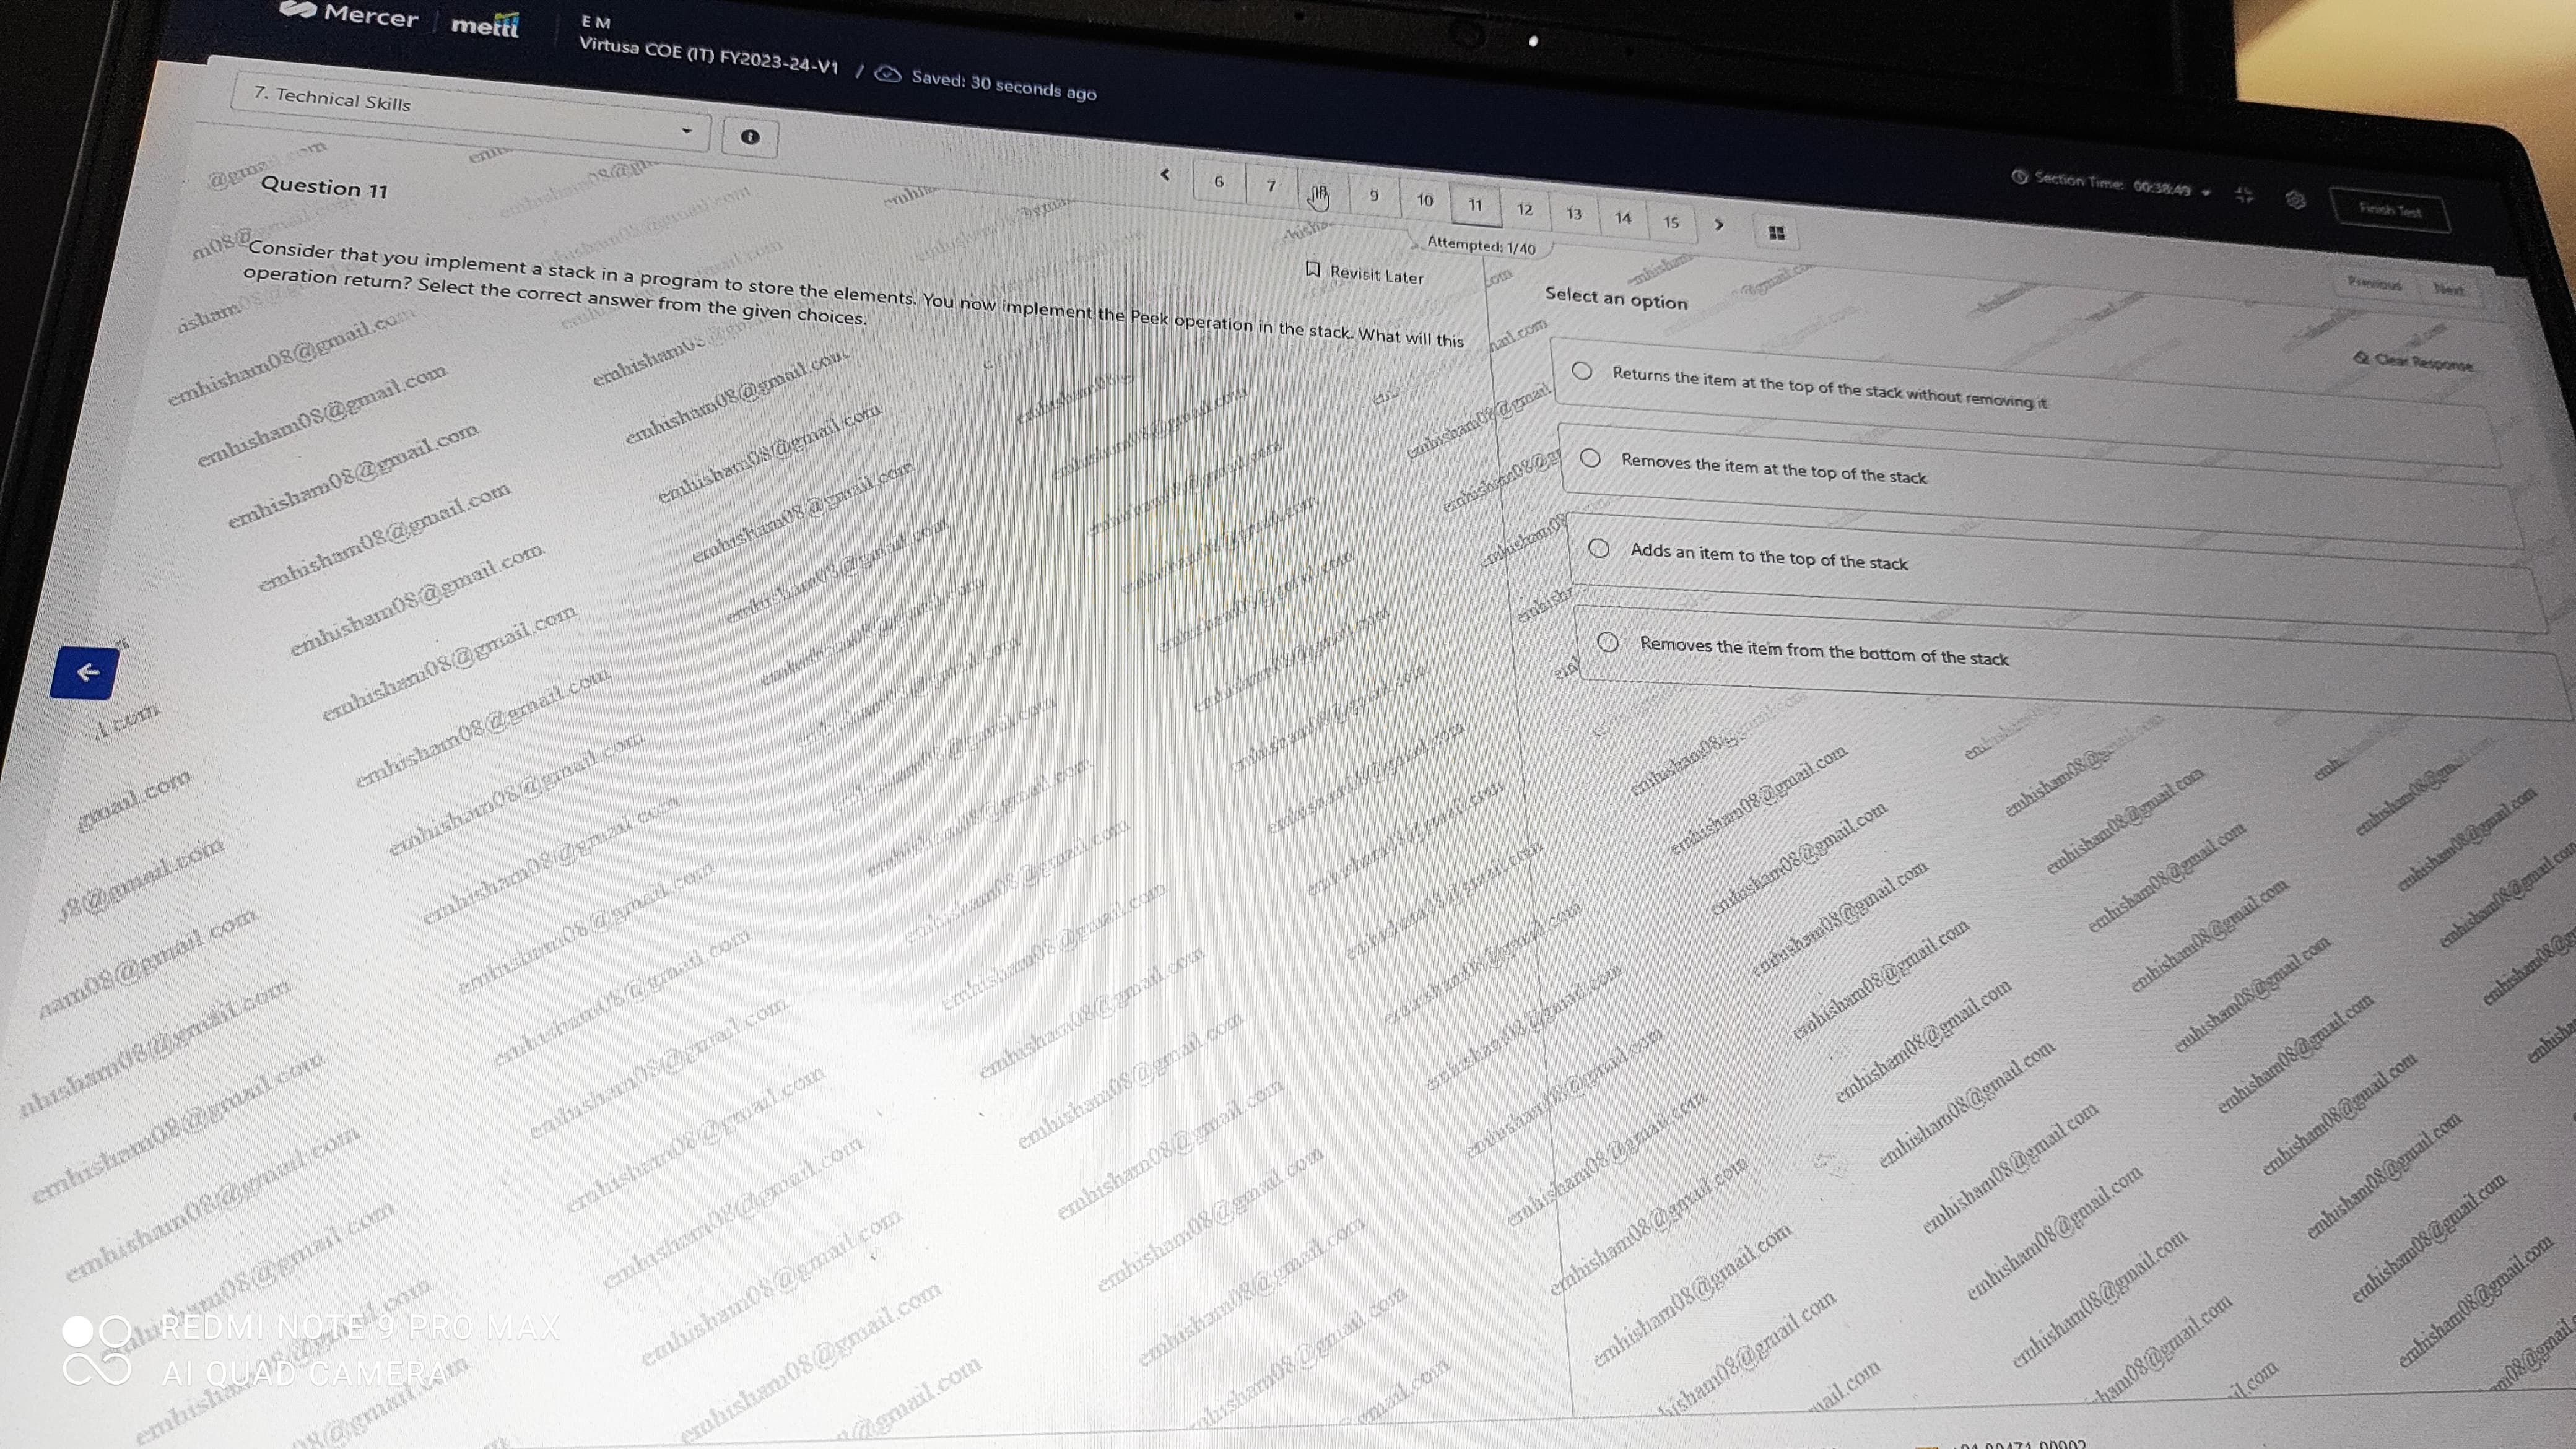 Mercer mettl
E M
Virtusa COE (IT) FY2023-24-V1 / Saved: 30 seconds ago
7. Technical Skills
6 7 9 10 11 12 13 14 15
Section Time: 00:38:49
Finish Test
Attempted: 1/40
Question 11
Revisit Later
Previous Next
Consider that you implement a stack in a program to store the elements. You now implement the Peek operation in the stack. What will this
operation return? Select the correct answer from the given choices.
Select an option
Clear Response
Returns the item at the top of the stack without removing it
Removes the item at the top of the stack
Adds an item to the top of the stack
Removes the item from the bottom of the stack
emhisham08@gmail.com
REDMI NOTE 9 PRO MAX
AI QUAD CAMERA